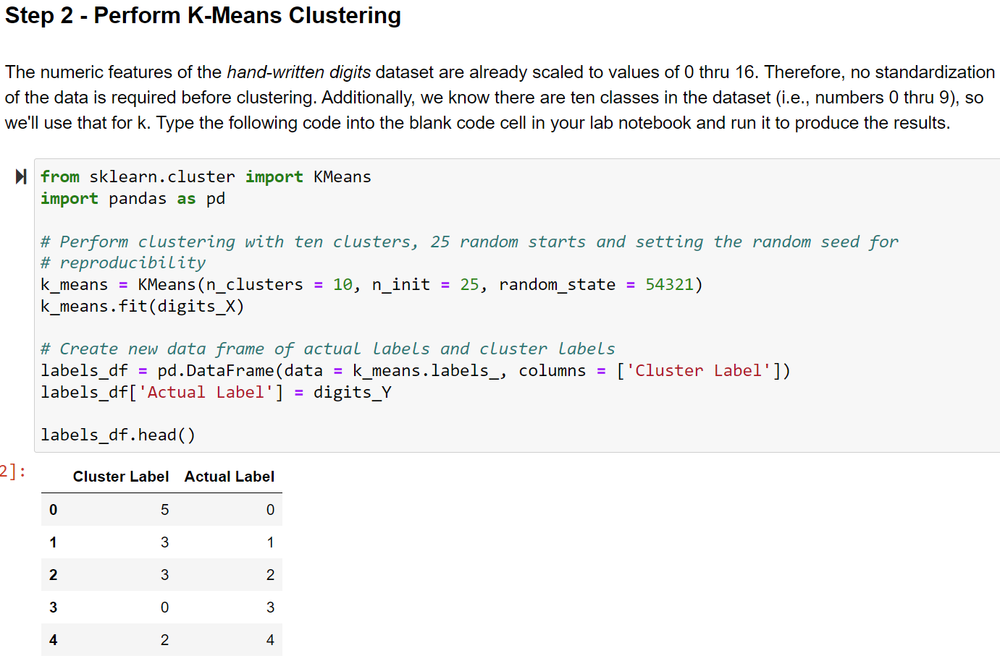 Step 2 - Perform K-Means Clustering
The numeric features of the hand-written digits dataset are already scaled to values of 0 thru 16. Therefore, no standardization
of the data is required before clustering. Additionally, we know there are ten classes in the dataset (i.e., numbers 0 thru 9), so
we'll use that for k. Type the following code into the blank code cell in your lab notebook and run it to produce the results.
from sklearn.cluster import KMeans
import pandas as pd
# Perform clustering with ten clusters, 25 random starts and setting the random seed for
# reproducibility
k_means = KMeans(n_clusters = 10, n_init = 25, random_state = 54321)
k_means.fit(digits_X)
# Create new data frame of actual labels and cluster labels
labels_df = pd.DataFrame(data = k_means.labels_, columns = ['Cluster Label'])
labels_df['Actual Label'] = digits_Y
labels_df.head()
2]:
Cluster Label Actual Label
0 5 0
1 3 1
2 3 2
3 0 3
4 2 4